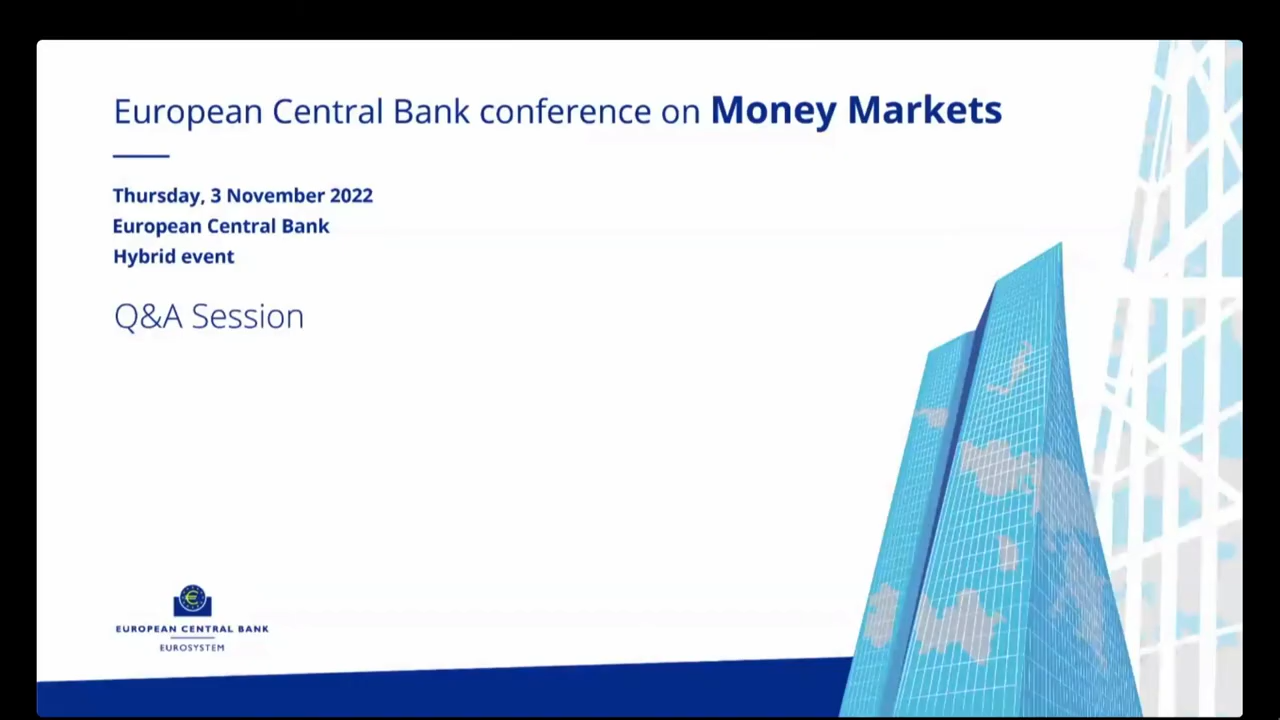 European Central Bank conference on Money Markets
Thursday, 3 November 2022
European Central Bank
Hybrid event
Q&A Session
EUROPEAN CENTRAL BANK
EUROSYSTEM